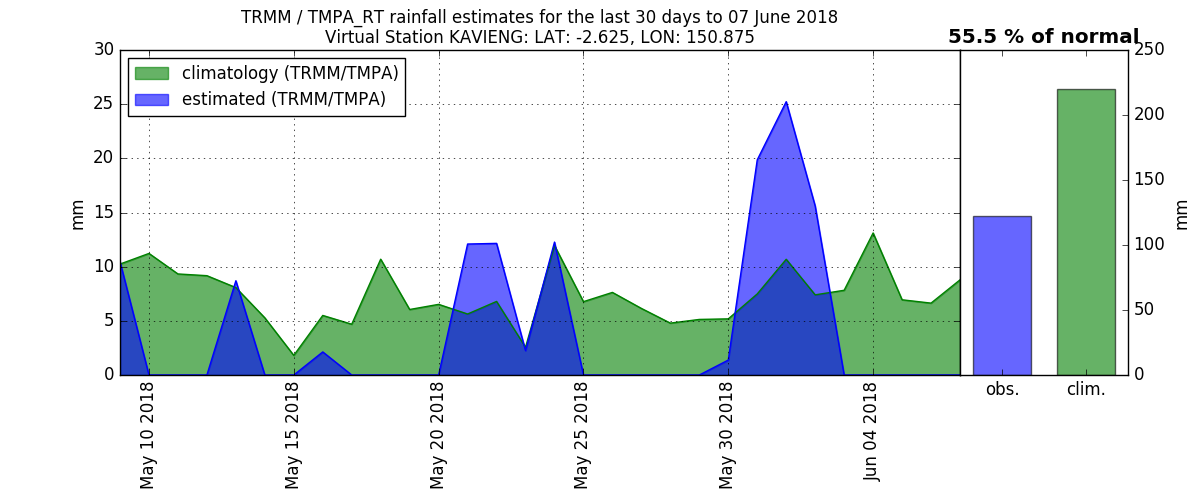 TRMM / TMPA_RT rainfall estimates for the last 30 days to 07 June 2018
Virtual Station KAVIENG: LAT: -2.625, LON: 150.875
55.5 % of normal
climatology (TRMM/TMPA)
estimated (TRMM/TMPA)
30
25
20
15
10
5
0
mm
May 10 2018
May 15 2018
May 20 2018
May 25 2018
May 30 2018
Jun 04 2018
250
200
150
100
50
0
mm
obs.
clim.